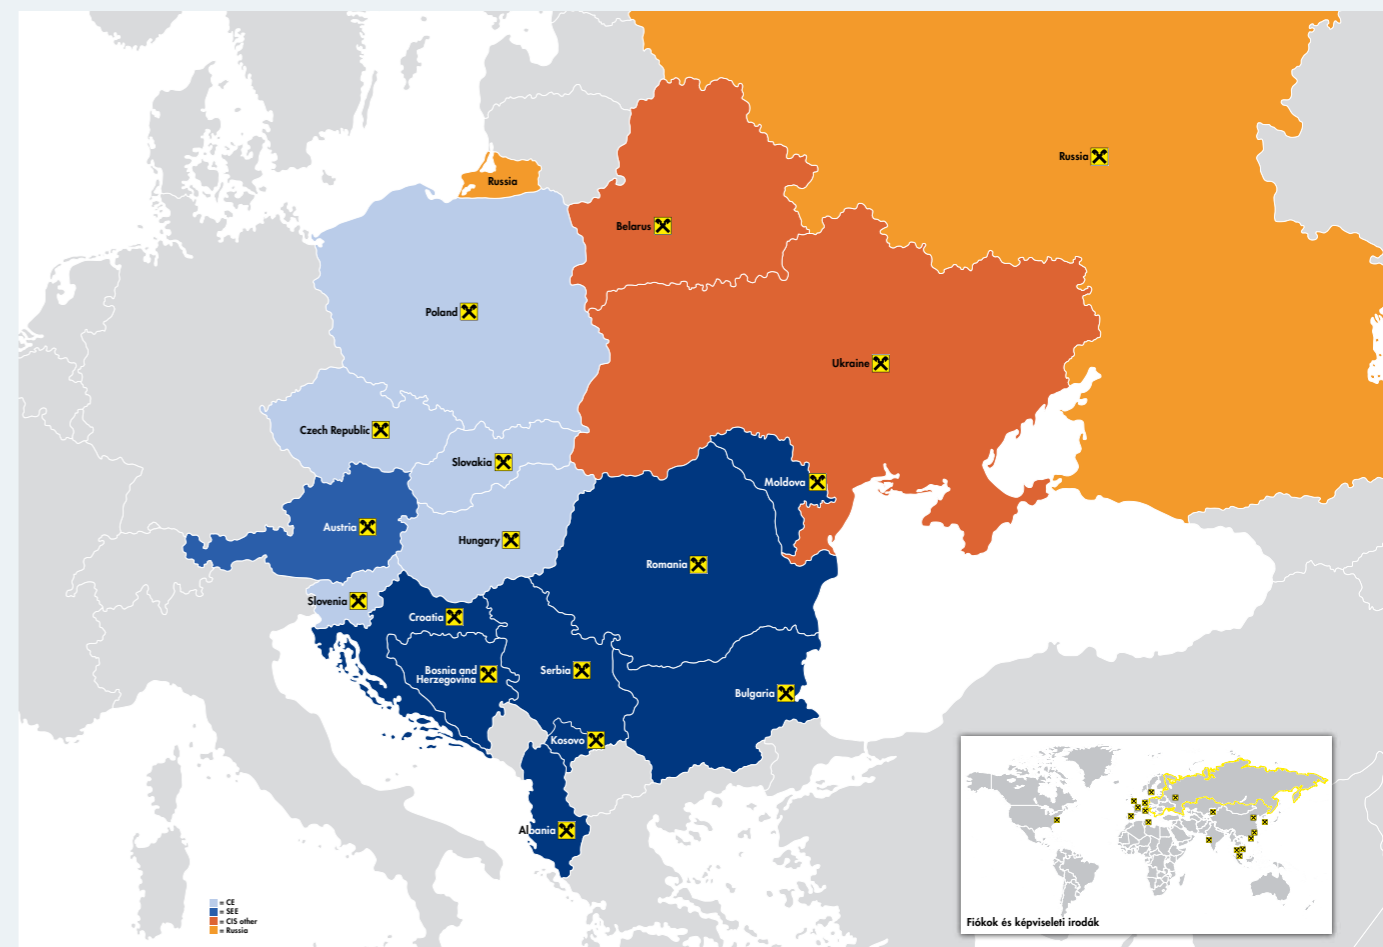 Russia
Russia
Belarus
Poland
Ukraine
Czech Republic
Slovakia
Moldova
Austria
Hungary
Romania
Slovenia
Croatia
Bosnia and
Herzegovina
Serbia
Bulgaria
Kosovo
Albania
= CE
= SEE
= CIS other
= Russia
Fiókok és képviseleti irodák